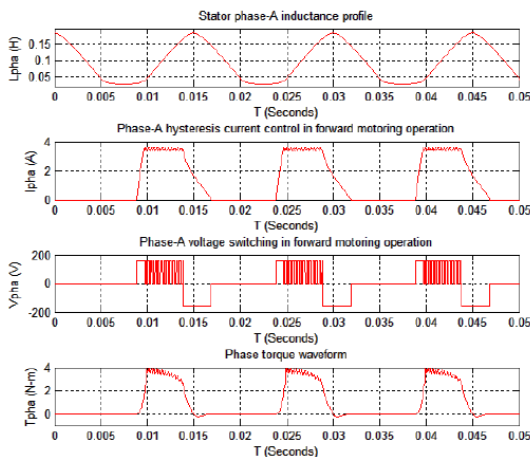 Stator phase-A inductance profile
Lpha (H)
0.15
0.1
0.05
0 0.005 0.01 0.015 0.02 0.025 0.03 0.035 0.04 0.045 0.05
T (Seconds)
Phase-A hysteresis current control in forward motoring operation
Ipha (A)
4
2
0
0 0.005 0.01 0.015 0.02 0.025 0.03 0.035 0.04 0.045 0.05
T (Seconds)
Phase-A voltage switching in forward motoring operation
Vpha (V)
200
0
-200
0 0.005 0.01 0.015 0.02 0.025 0.03 0.035 0.04 0.045 0.05
T (Seconds)
Phase torque waveform
Tpha (N-m)
4
2
0
0 0.005 0.01 0.015 0.02 0.025 0.03 0.035 0.04 0.045 0.05
T (Seconds)